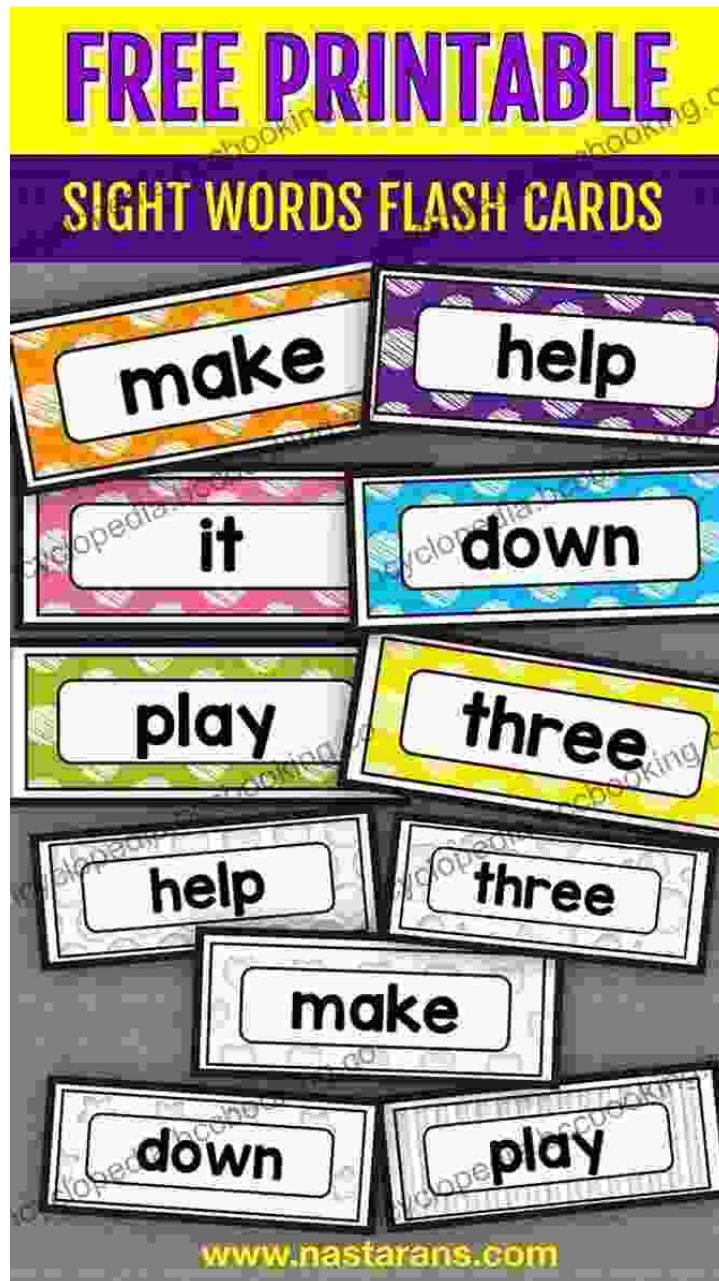 FREE PRINTABLE
SIGHT WORDS FLASH CARDS
make
help
it
down
play
three
help
three
make
down
play
www.nastarans.com